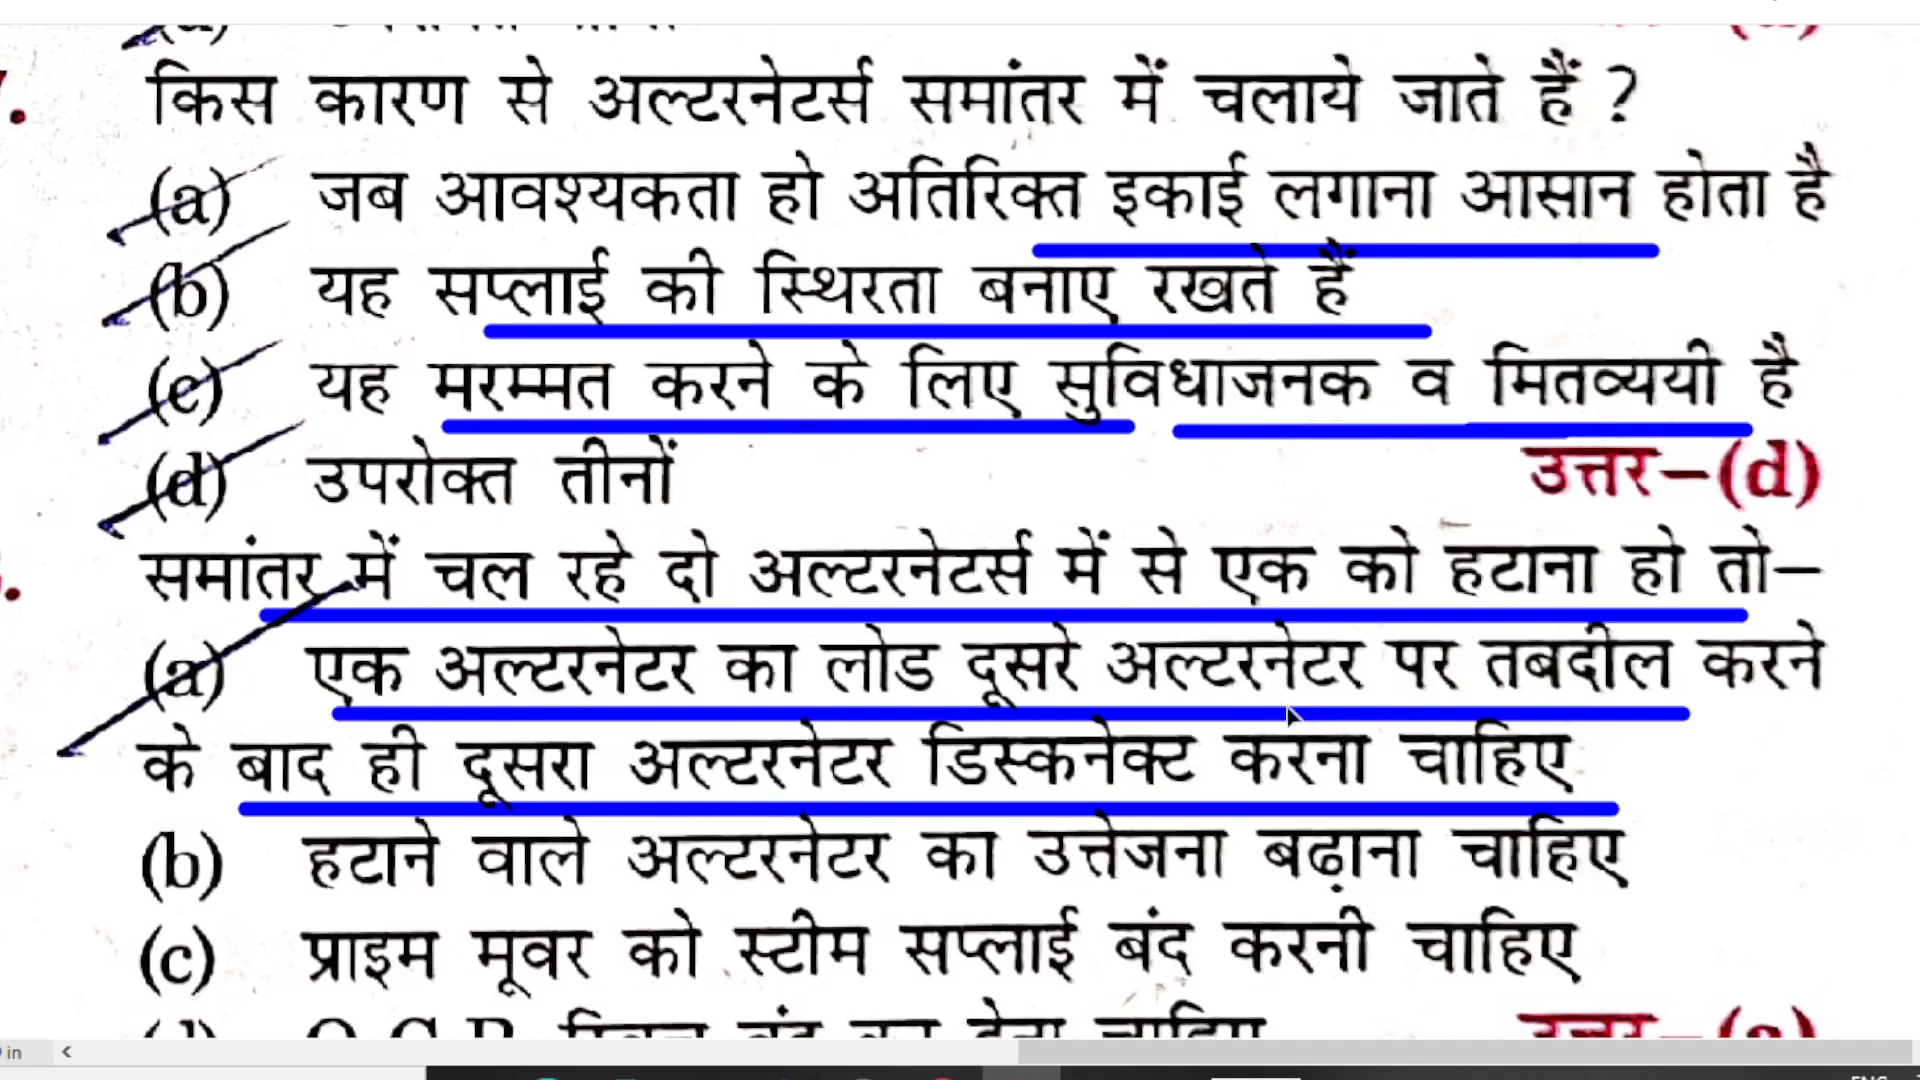 किस कारण से अल्टरनेटर्स समांतर में चलाये जाते हैं ?
(a) जब आवश्यकता हो अतिरिक्त इकाई लगाना आसान होता है
(b) यह सप्लाई की स्थिरता बनाए रखते हैं
(c) यह मरम्मत करने के लिए सुविधाजनक व मितव्ययी है
(d) उपरोक्त तीनों उत्तर–(d)
समांतर में चल रहे दो अल्टरनेटर्स में से एक को हटाना हो तो–
(a) एक अल्टरनेटर का लोड दूसरे अल्टरनेटर पर तबदील करने
के बाद ही दूसरा अल्टरनेटर डिस्कनेक्ट करना चाहिए
(b) हटाने वाले अल्टरनेटर का उत्तेजना बढ़ाना चाहिए
(c) प्राइम मूवर को स्टीम सप्लाई बंद करनी चाहिए
in